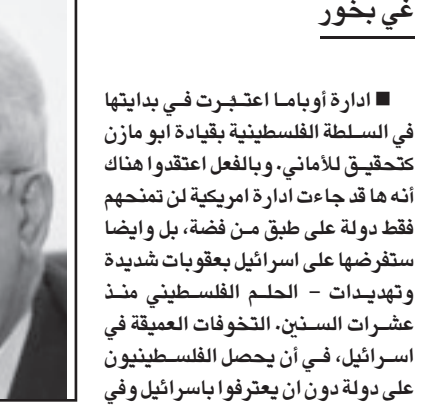 غي بخور
■ ادارة أوباما اعتبرت في بدايتها
في السلطة الفلسطينية بقيادة ابو مازن
كتحقيق للأماني. وبالفعل اعتقدوا هناك
أنه ها قد جاءت ادارة امريكية لن تمنحهم
فقط دولة على طبق من فضة، بل وايضا
ستفرضها على اسرائيل بعقوبات شديدة
وتهديدات – الحلم الفلسطيني منذ
عشرات السنين. التخوفات العميقة في
اسرائيل، في أن يحصل الفلسطينيون
على دولة دون ان يعترفوا باسرائيل وفي